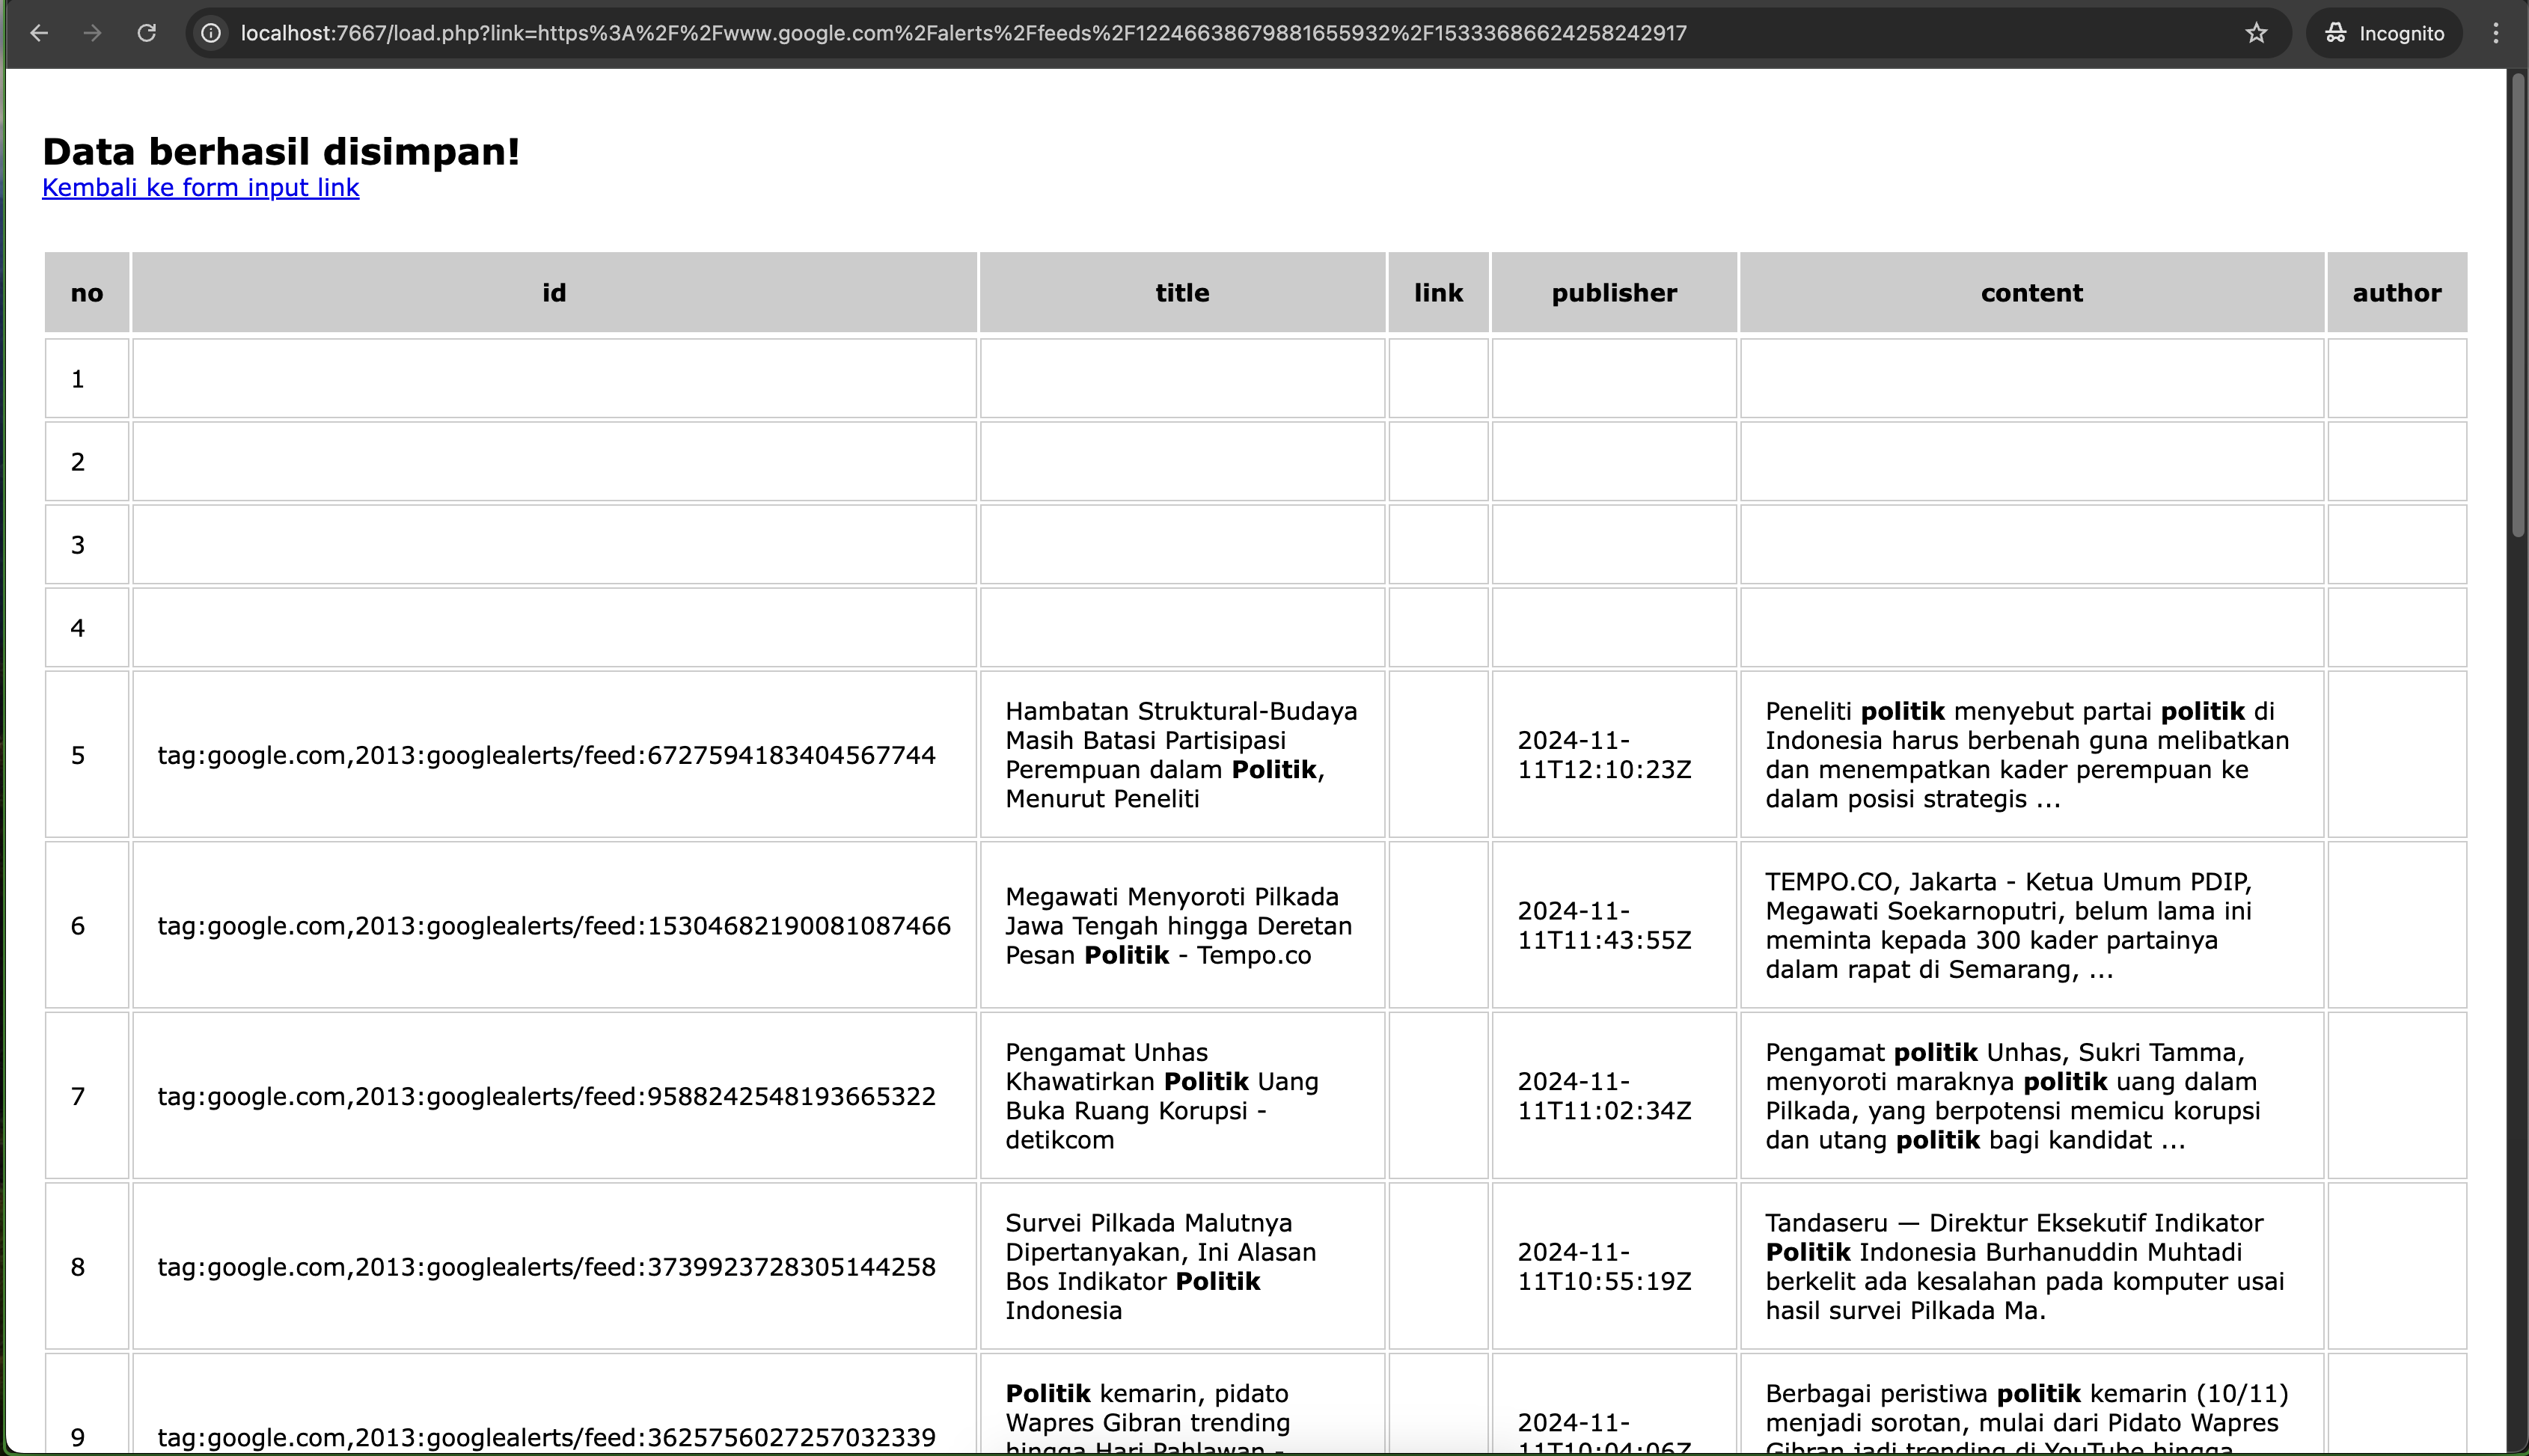 localhost:7667/load.php?link=https%3A%2F%2Fwww.google.com%2Falerts%2Ffeeds%2F12246638679881655932%2F15333686624258242917
Incognito
Data berhasil disimpan!
Kembali ke form input link
no id title link publisher content author
1
2
3
4
5
tag:google.com,2013:googlealerts/feed:6727594183404567744
Hambatan Struktural-Budaya
Masih Batasi Partisipasi
Perempuan dalam Politik,
Menurut Peneliti
2024-11-
11T12:10:23Z
Peneliti politik menyebut partai politik di
Indonesia harus berbenah guna melibatkan
dan menempatkan kader perempuan ke
dalam posisi strategis ...
6
tag:google.com,2013:googlealerts/feed:15304682190081087466
Megawati Menyoroti Pilkada
Jawa Tengah hingga Deretan
Pesan Politik - Tempo.co
2024-11-
11T11:43:55Z
TEMPO.CO, Jakarta - Ketua Umum PDIP,
Megawati Soekarnoputri, belum lama ini
meminta kepada 300 kader partainya
dalam rapat di Semarang, ...
7
tag:google.com,2013:googlealerts/feed:9588242548193665322
Pengamat Unhas
Khawatirkan Politik Uang
Buka Ruang Korupsi -
detikcom
2024-11-
11T11:02:34Z
Pengamat politik Unhas, Sukri Tamma,
menyoroti maraknya politik uang dalam
Pilkada, yang berpotensi memicu korupsi
dan utang politik bagi kandidat ...
8
tag:google.com,2013:googlealerts/feed:3739923728305144258
Survei Pilkada Malutnya
Dipertanyakan, Ini Alasan
Bos Indikator Politik
Indonesia
2024-11-
11T10:55:19Z
Tandaseru — Direktur Eksekutif Indikator
Politik Indonesia Burhanuddin Muhtadi
berkelit ada kesalahan pada komputer usai
hasil survei Pilkada Ma.
9
tag:google.com,2013:googlealerts/feed:3625756027257032339
Politik kemarin, pidato
Wapres Gibran trending
hingga Hari Pahlawan -
2024-11-
11T10:04:06Z
Berbagai peristiwa politik kemarin (10/11)
menjadi sorotan, mulai dari Pidato Wapres
Gibran jadi trending di YouTube hingga